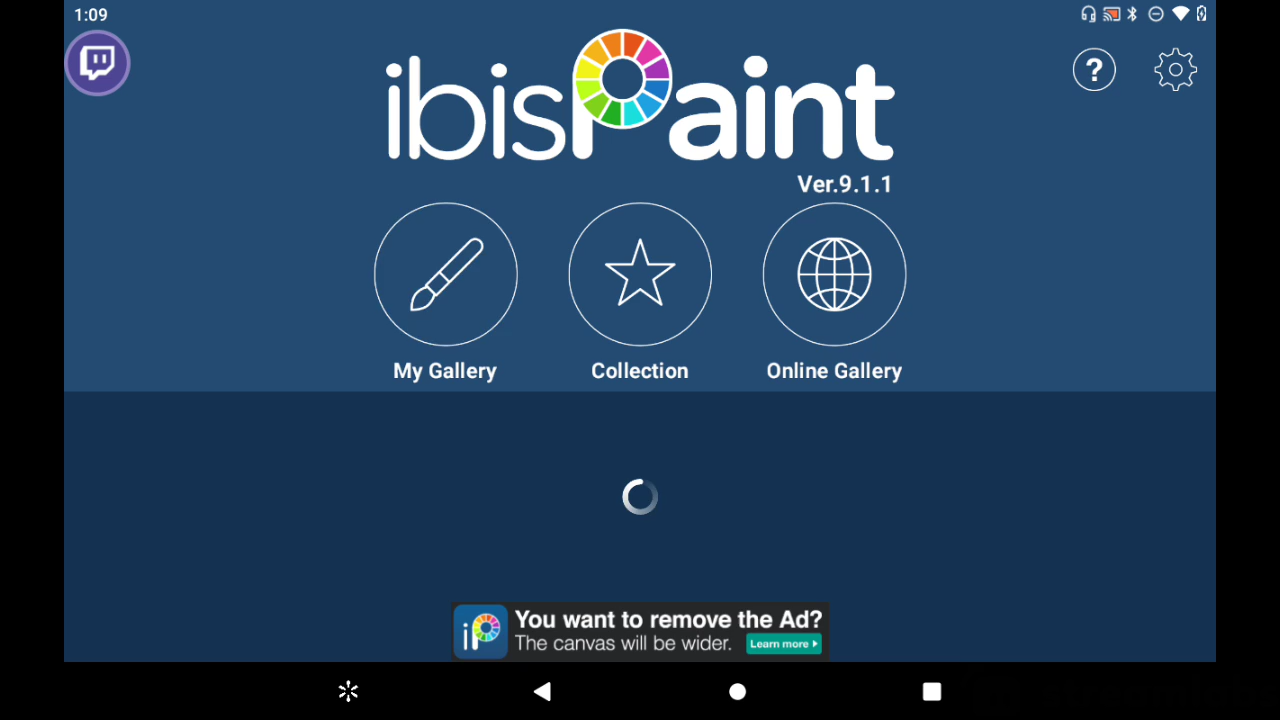 1:09
ibisPaint
?
Ver.9.1.1
My Gallery
Collection
Online Gallery
iP
You want to remove the Ad?
The canvas will be wider.
Learn more